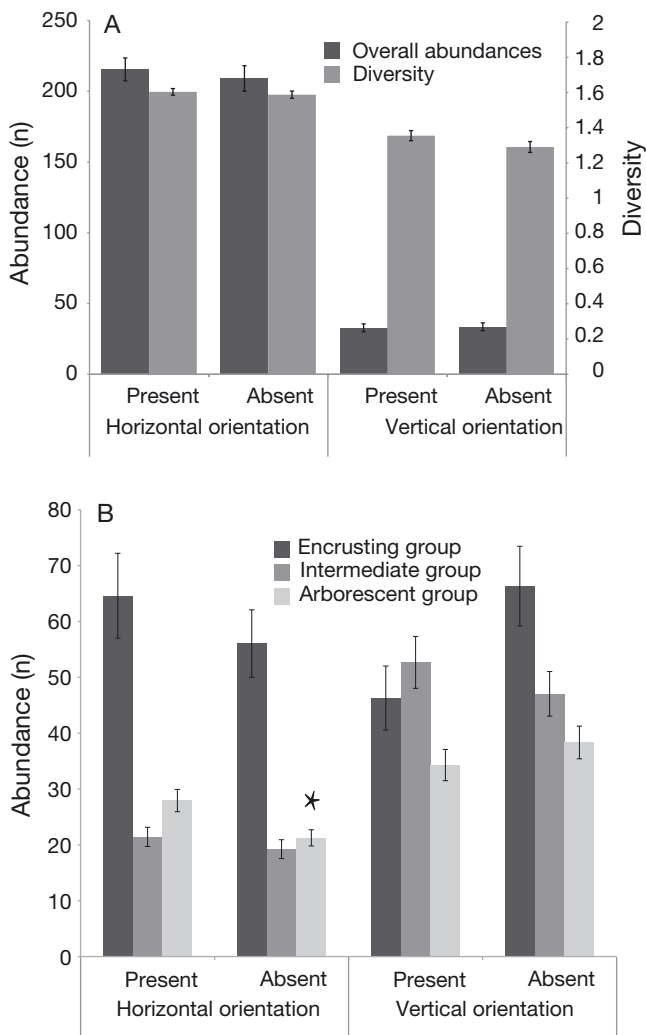 A
250
200
150
100
50
0
Abundance (n)
2
1.8
1.6
1.4
1.2
1
0.8
0.6
0.4
0.2
0
Diversity
Overall abundances
Diversity
Present Absent Present Absent
Horizontal orientation Vertical orientation
B
80
70
60
50
40
30
20
10
0
Abundance (n)
Encrusting group
Intermediate group
Arborescent group
Present Absent Present Absent
Horizontal orientation Vertical orientation